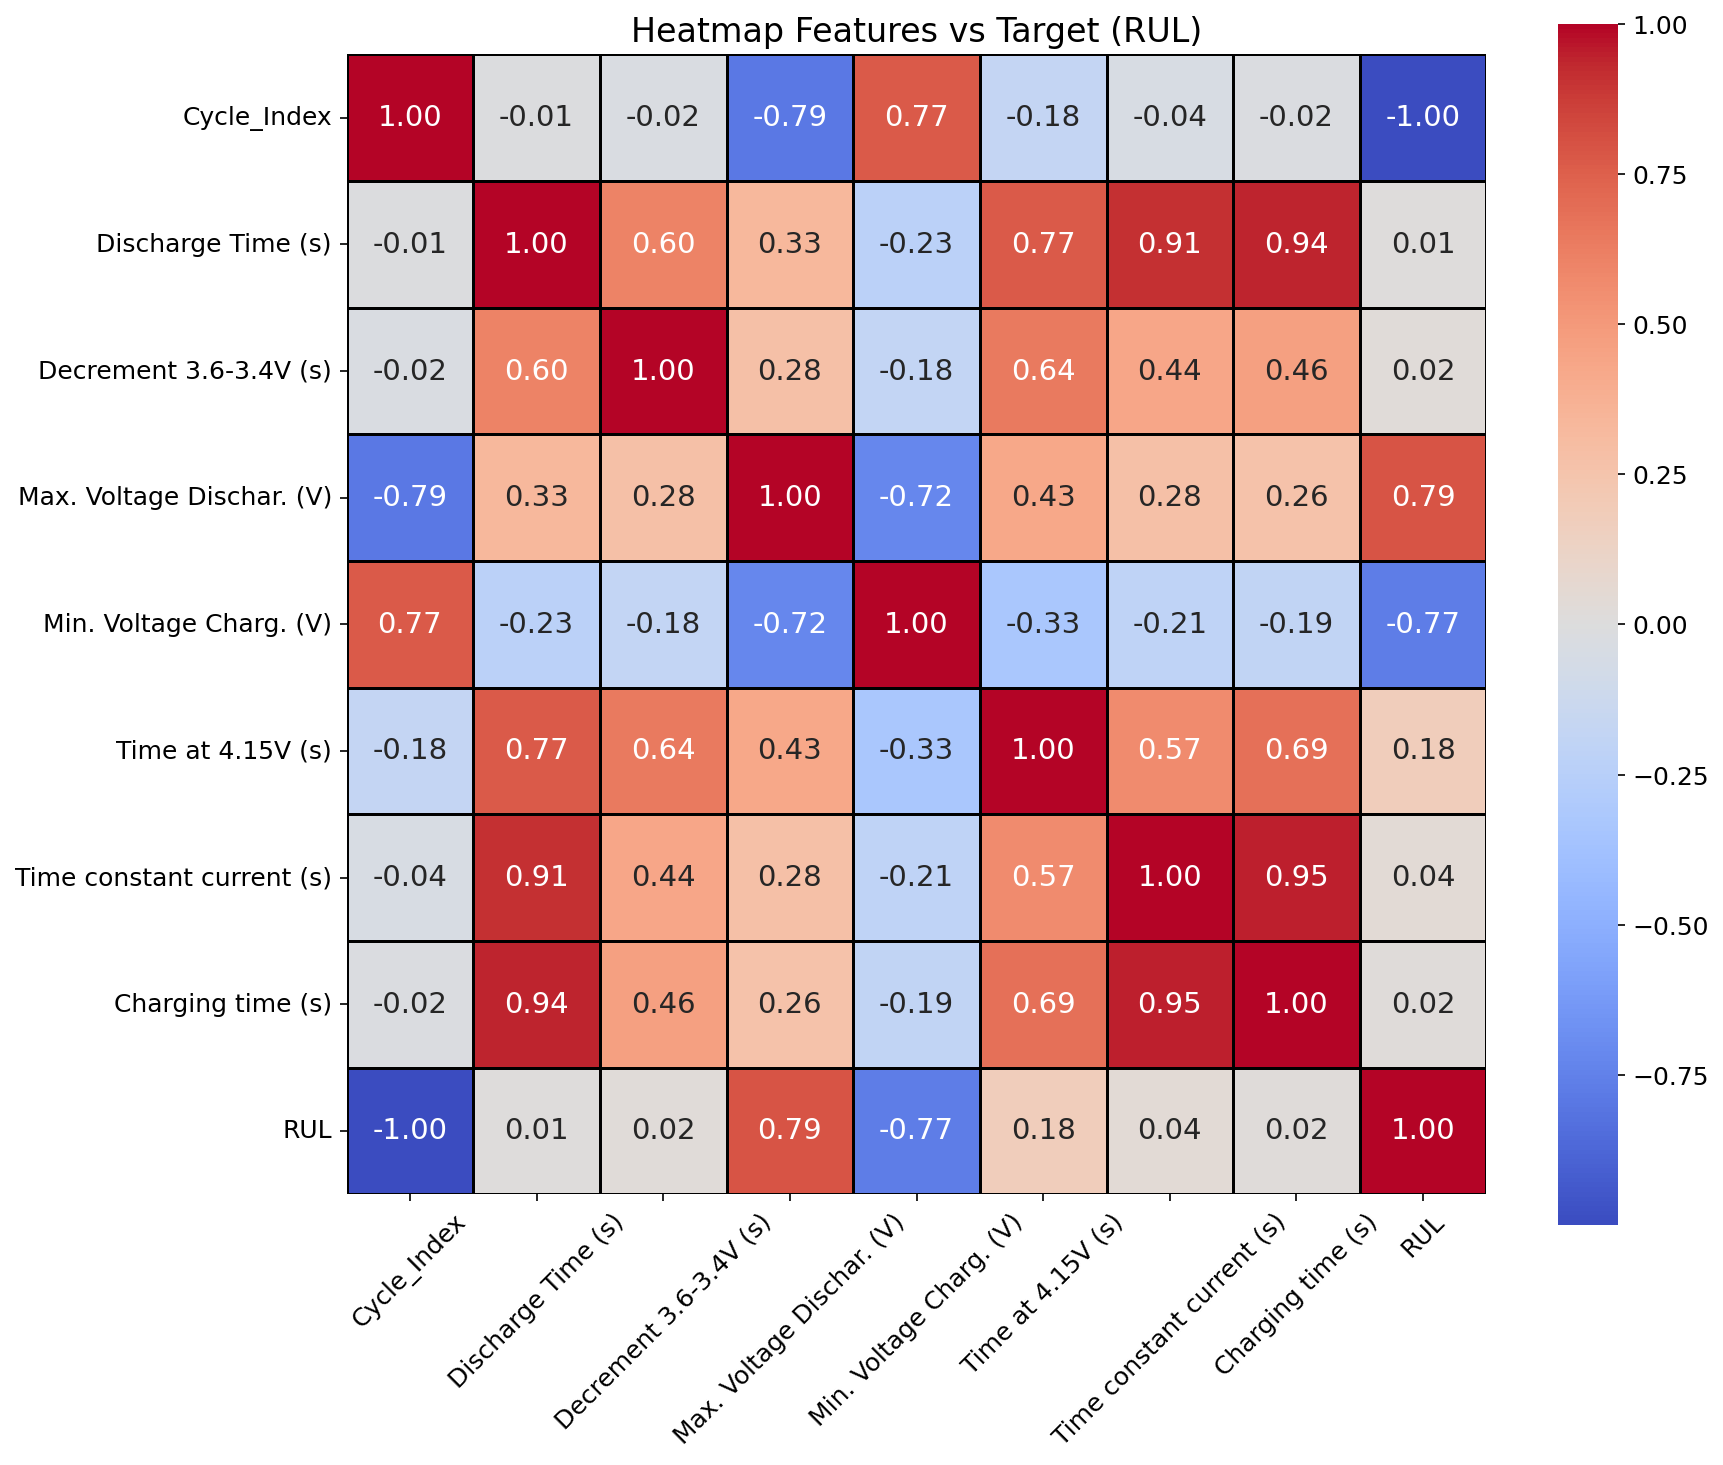 Heatmap Features vs Target (RUL)
Cycle_Index 1.00 -0.01 -0.02 -0.79 0.77 -0.18 -0.04 -0.02 -1.00
Discharge Time (s) -0.01 1.00 0.60 0.33 -0.23 0.77 0.91 0.94 0.01
Decrement 3.6-3.4V (s) -0.02 0.60 1.00 0.28 -0.18 0.64 0.44 0.46 0.02
Max. Voltage Dischar. (V) -0.79 0.33 0.28 1.00 -0.72 0.43 0.28 0.26 0.79
Min. Voltage Charg. (V) 0.77 -0.23 -0.18 -0.72 1.00 -0.33 -0.21 -0.19 -0.77
Time at 4.15V (s) -0.18 0.77 0.64 0.43 -0.33 1.00 0.57 0.69 0.18
Time constant current (s) -0.04 0.91 0.44 0.28 -0.21 0.57 1.00 0.95 0.04
Charging time (s) -0.02 0.94 0.46 0.26 -0.19 0.69 0.95 1.00 0.02
RUL -1.00 0.01 0.02 0.79 -0.77 0.18 0.04 0.02 1.00
Cycle_Index
Discharge Time (s)
Decrement 3.6-3.4V (s)
Max. Voltage Dischar. (V)
Min. Voltage Charg. (V)
Time at 4.15V (s)
Time constant current (s)
Charging time (s)
RUL
1.00
0.75
0.50
0.25
0.00
−0.25
−0.50
−0.75